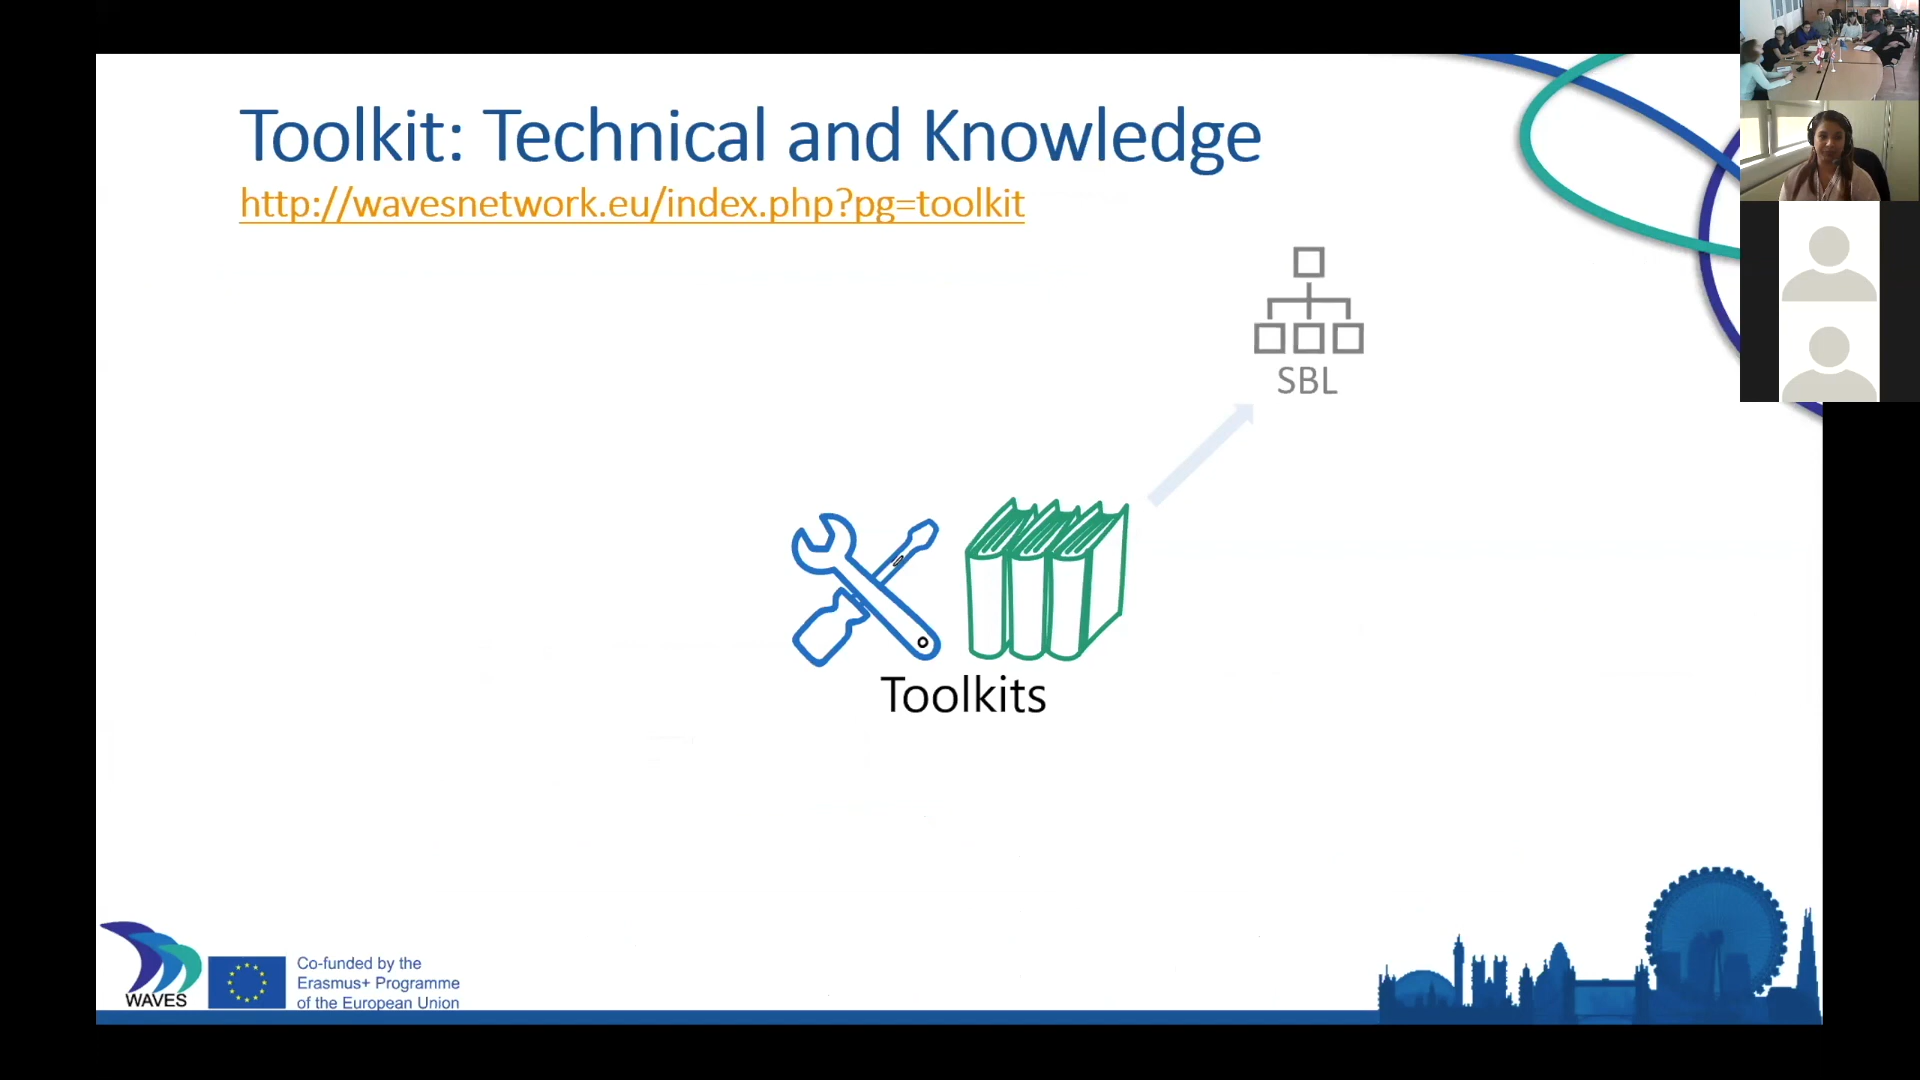 Toolkit: Technical and Knowledge
http://wavesnetwork.eu/index.php?pg=toolkit
SBL
Toolkits
WAVES
Co-funded by the
Erasmus+ Programme
of the European Union